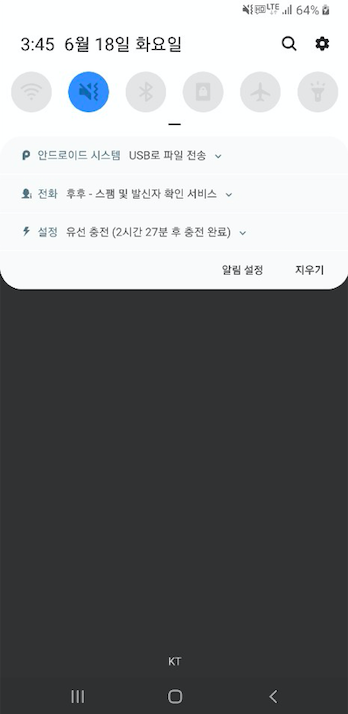 LTE 64%
3:45 6월 18일 화요일
안드로이드 시스템 USB로 파일 전송
전화 후후 - 스팸 및 발신자 확인 서비스
설정 유선 충전 (2시간 27분 후 충전 완료)
알림 설정 지우기
KT